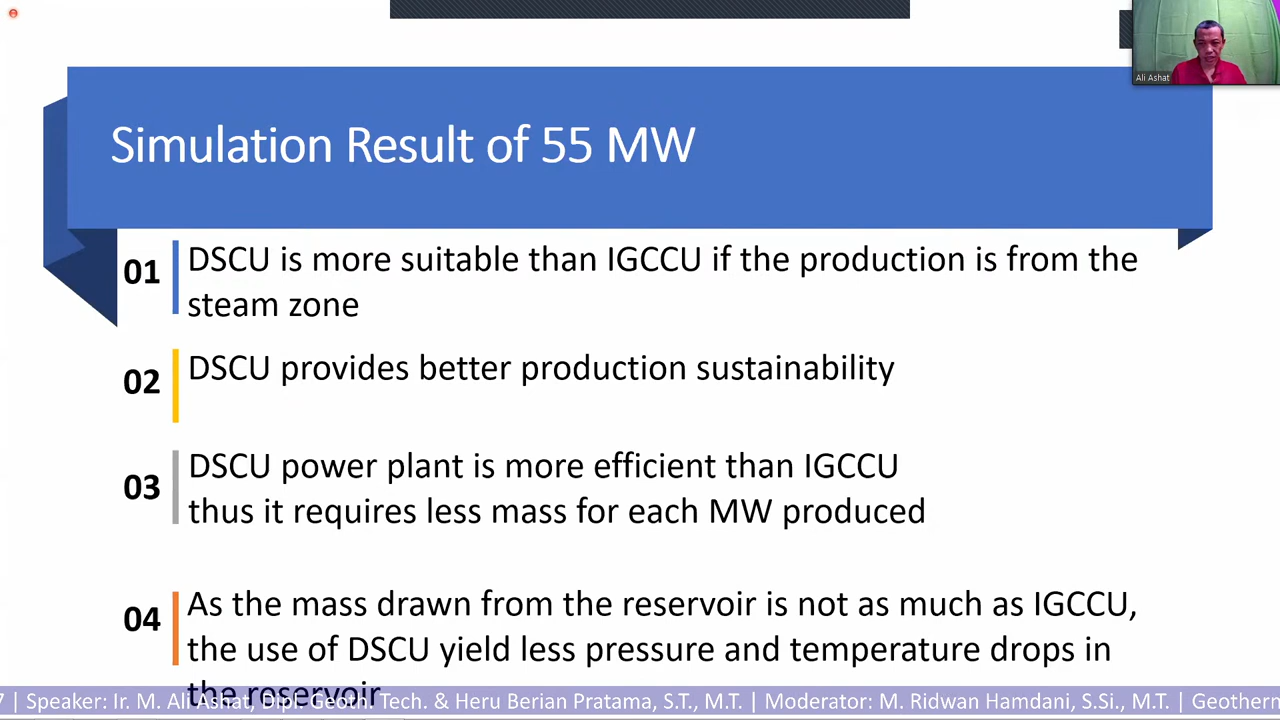 Ali Ashat
Simulation Result of 55 MW
01
DSCU is more suitable than IGCCU if the production is from the
steam zone
02
DSCU provides better production sustainability
03
DSCU power plant is more efficient than IGCCU
thus it requires less mass for each MW produced
04
As the mass drawn from the reservoir is not as much as IGCCU,
the use of DSCU yield less pressure and temperature drops in
the reservoir
7 | Speaker: Ir. M. Ali Ashat, Dipl. Geoth. Tech. & Heru Berian Pratama, S.T., M.T. | Moderator: M. Ridwan Hamdani, S.Si., M.T. | Geotherm